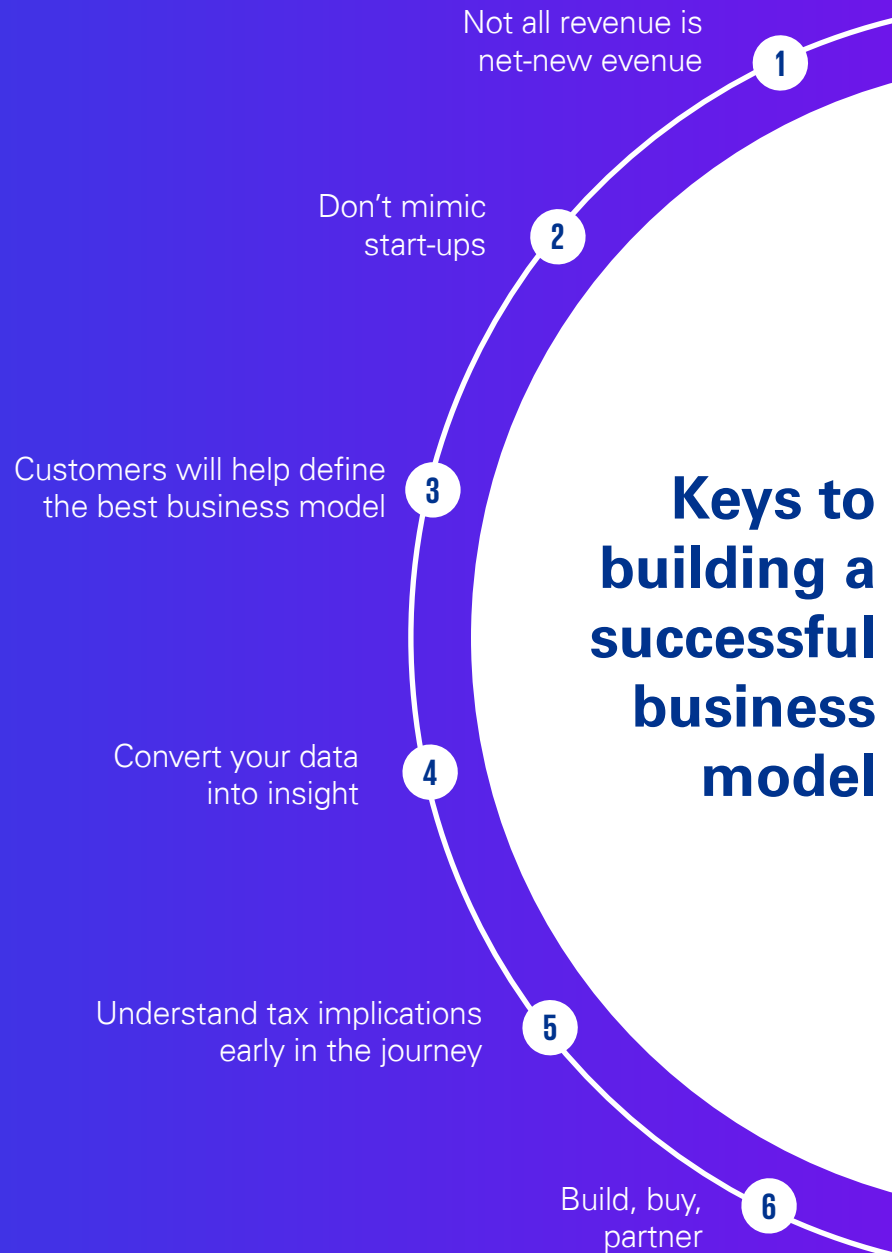 Not all revenue is
net-new evenue
1
Don't mimic
start-ups
2
Customers will help define
the best business model
3
Keys to
building a
successful
business
model
Convert your data
into insight
4
Understand tax implications
early in the journey
5
Build, buy,
partner
6